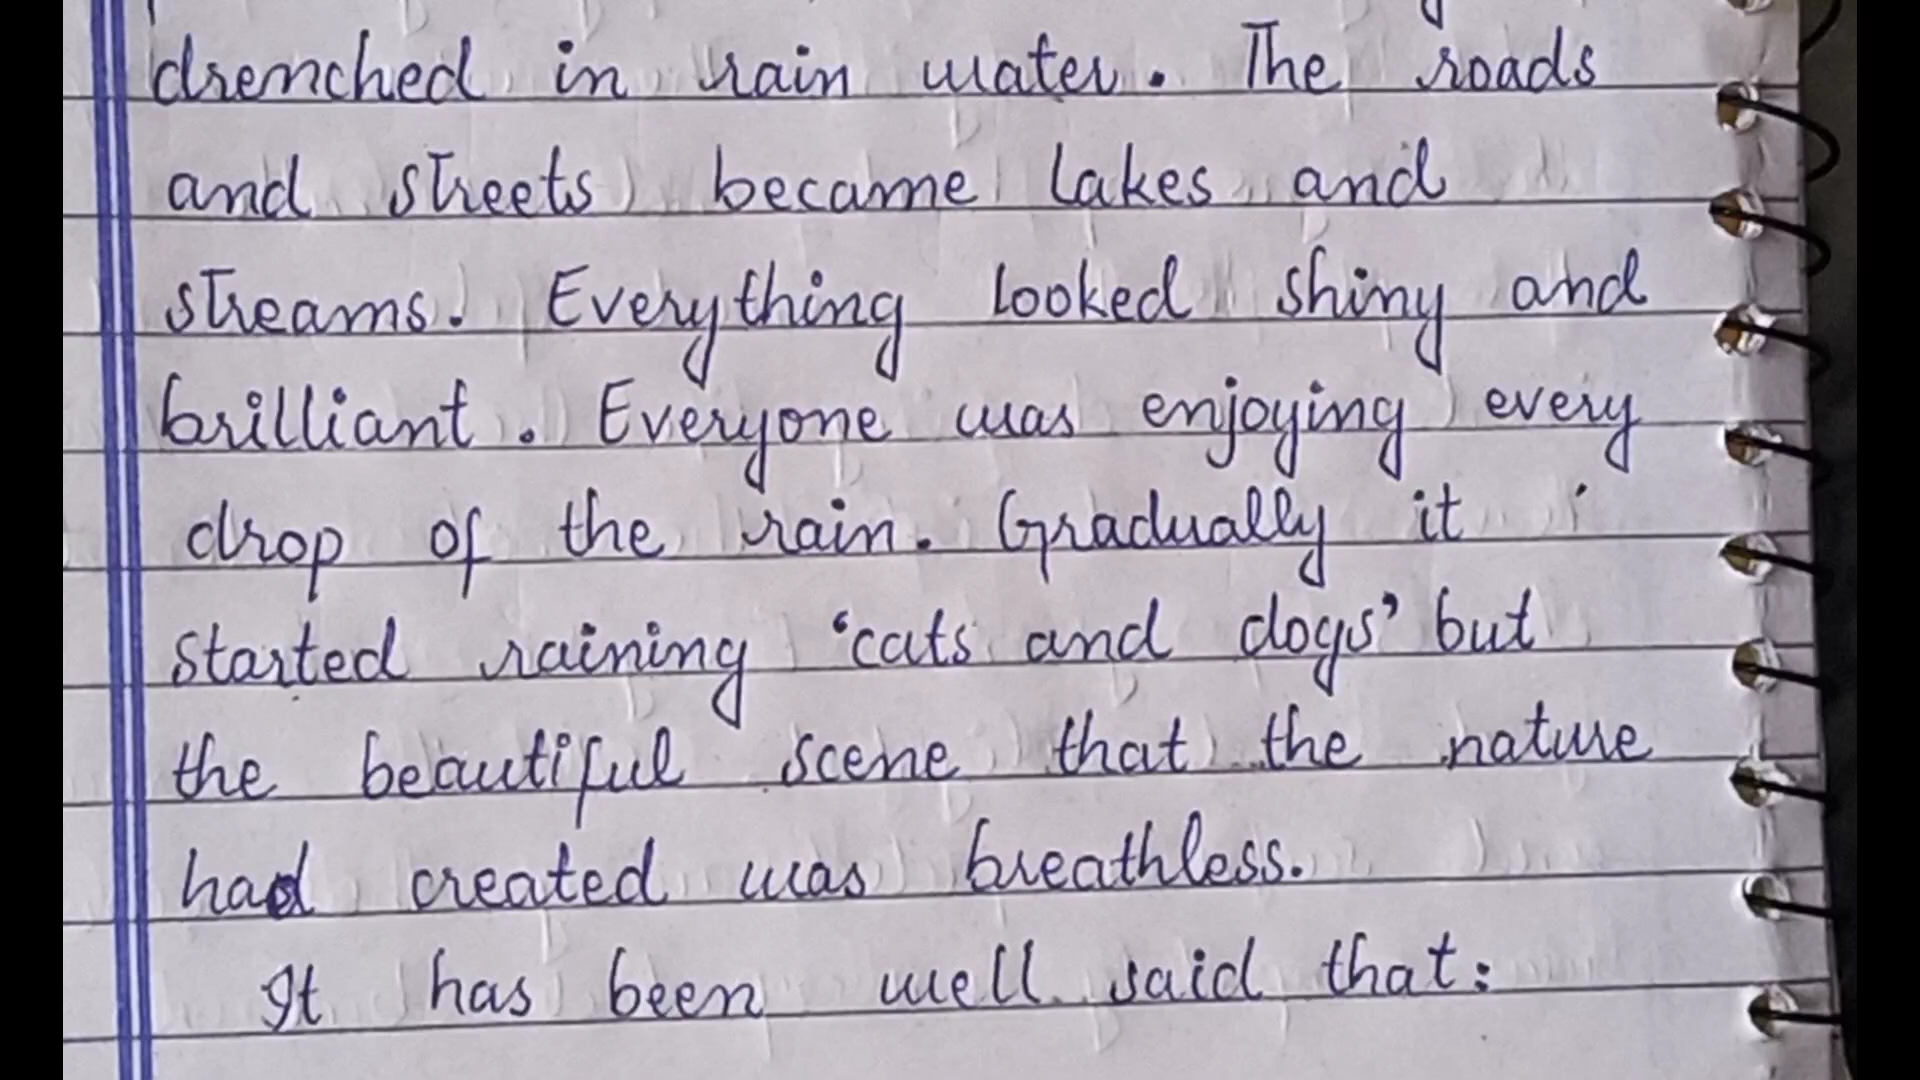 drenched in rain water. The roads
and streets became lakes and
streams. Everything looked shiny and
brilliant. Everyone was enjoying every
drop of the rain. Gradually it
started raining 'cats and dogs' but
the beautiful scene that the nature
had created was breathless.
It has been well said that: